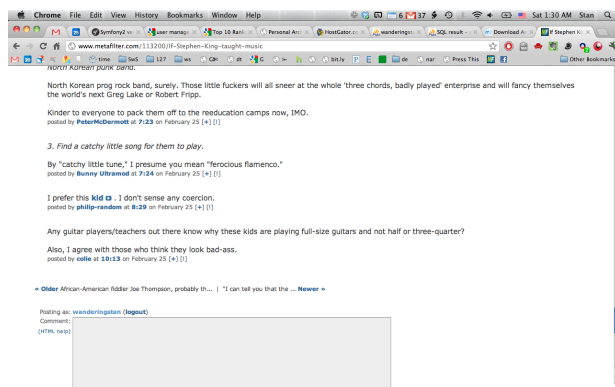 Chrome File Edit View History Bookmarks Window Help 6 37 Sat 1:30 AM Stan
Symfony2 ver user manage Top 10 Rank Personal Ann HostGator.co wanderingst SQL result Download Ac If Stephen K
www.metafilter.com/113200/If-Stephen-King-taught-music
time SwS 127 ws G G bit.ly de nar Press This Other Bookmarks
North Korean punk band.
North Korean prog rock band, surely. Those little fuckers will all sneer at the whole 'three chords, badly played' enterprise and will fancy themselves
the world's next Greg Lake or Robert Fripp.
Kinder to everyone to pack them off to the reeducation camps now, IMO.
posted by PeterMcDermott at 7:23 on February 25 [+] [!]
3. Find a catchy little song for them to play.
By "catchy little tune," I presume you mean "ferocious flamenco."
posted by Bunny Ultramod at 7:24 on February 25 [+] [!]
I prefer this kid . I don't sense any coercion.
posted by philip-random at 8:29 on February 25 [+] [!]
Any guitar players/teachers out there know why these kids are playing full-size guitars and not half or three-quarter?
Also, I agree with those who think they look bad-ass.
posted by colie at 10:13 on February 25 [+] [!]
« Older African-American fiddler Joe Thompson, probably th... | "I can tell you that the ... Newer »
Posting as: wanderingstan (logout)
Comment:
(HTML help)